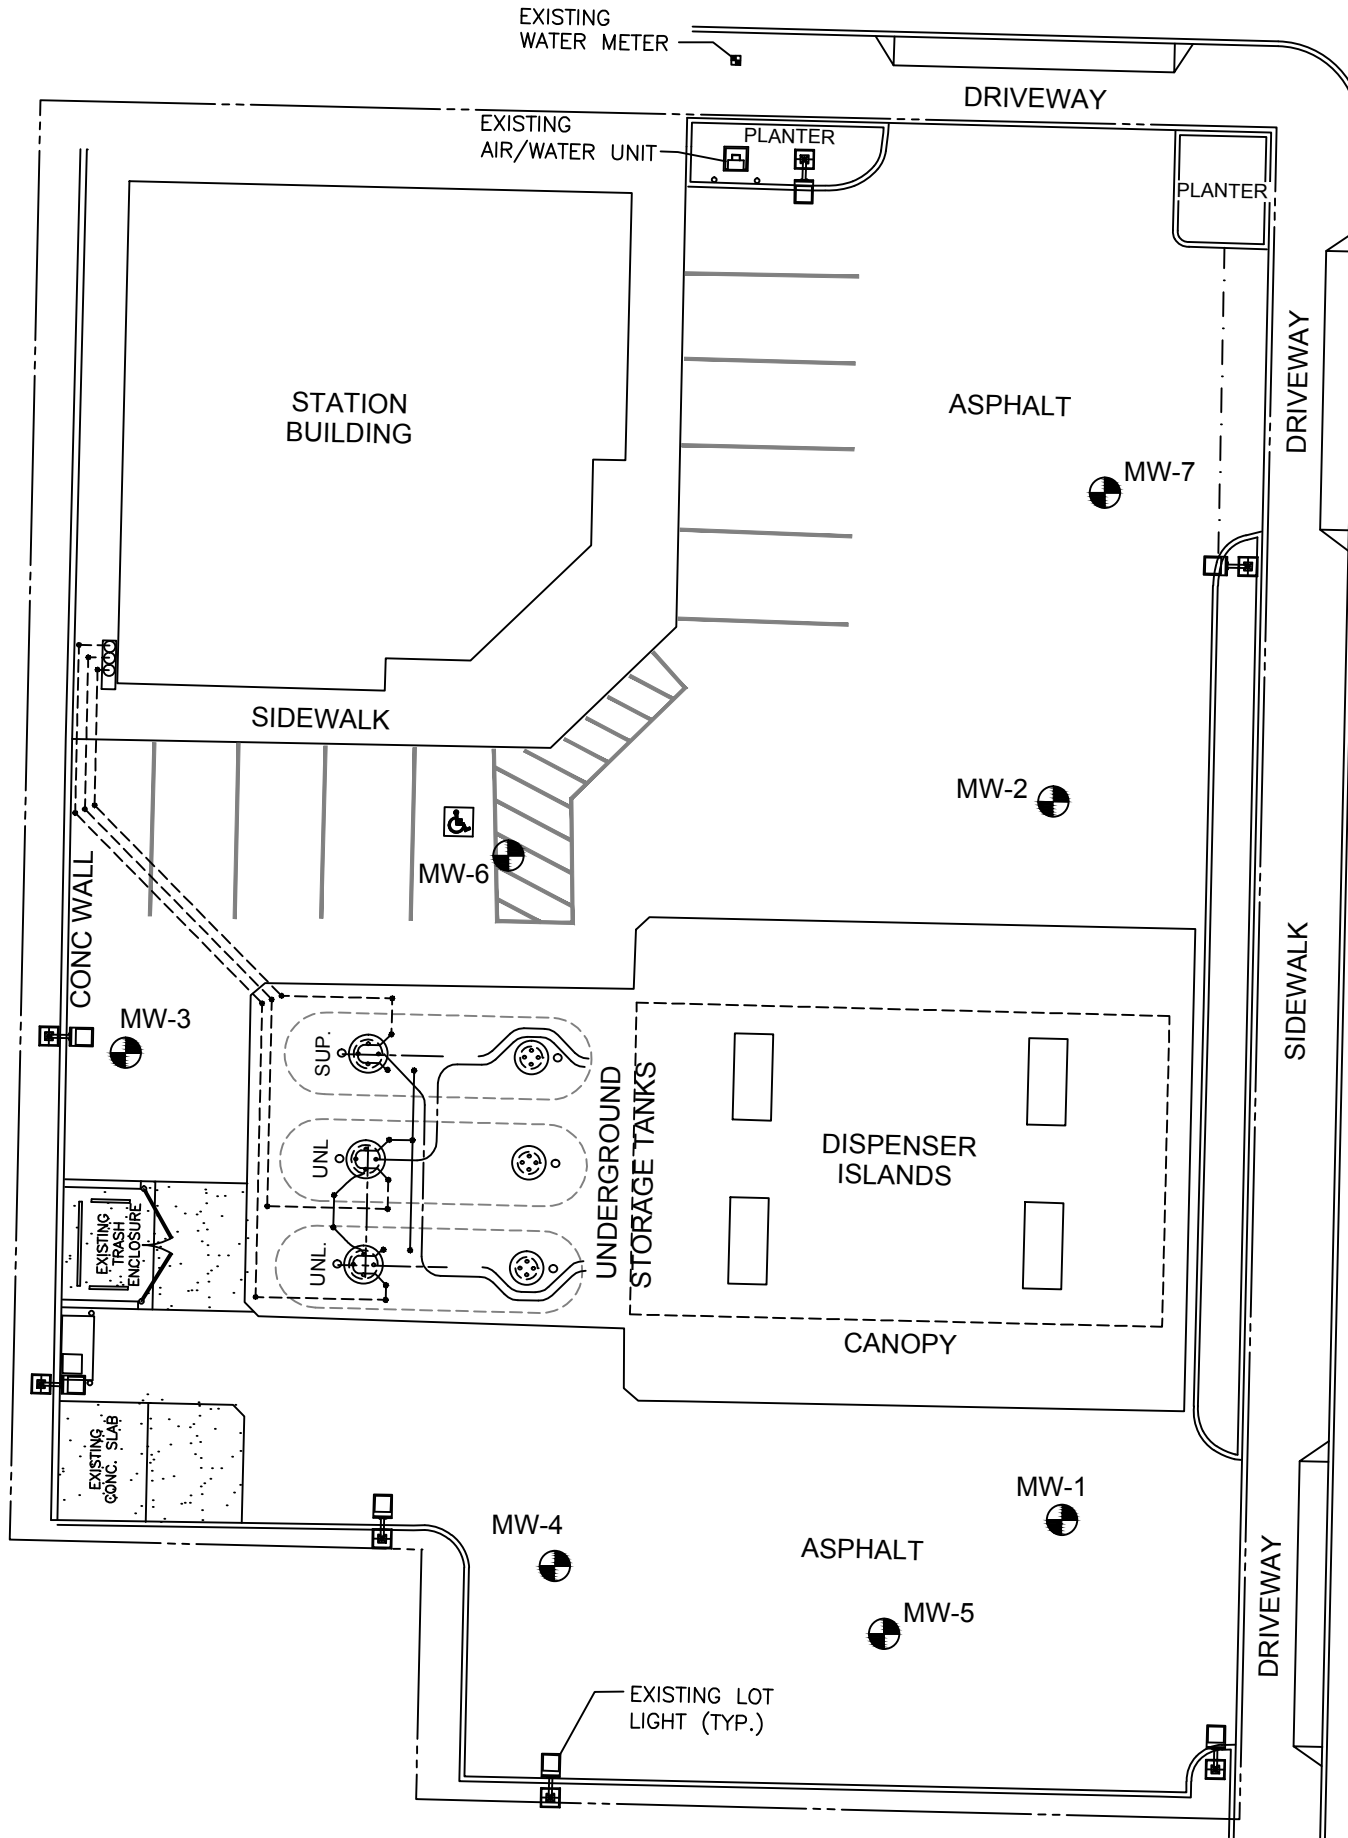 EXISTING
WATER METER
DRIVEWAY
EXISTING
AIR/WATER UNIT
PLANTER
PLANTER
DRIVEWAY
STATION
BUILDING
ASPHALT
MW-7
SIDEWALK
MW-2
MW-6
CONC WALL
SIDEWALK
MW-3
SUP.
UNL
UNL.
UNDERGROUND
STORAGE TANKS
DISPENSER
ISLANDS
EXISTING
TRASH
ENCLOSURE
CANOPY
EXISTING
CONC. SLAB
MW-1
MW-4
ASPHALT
MW-5
DRIVEWAY
EXISTING LOT
LIGHT (TYP.)